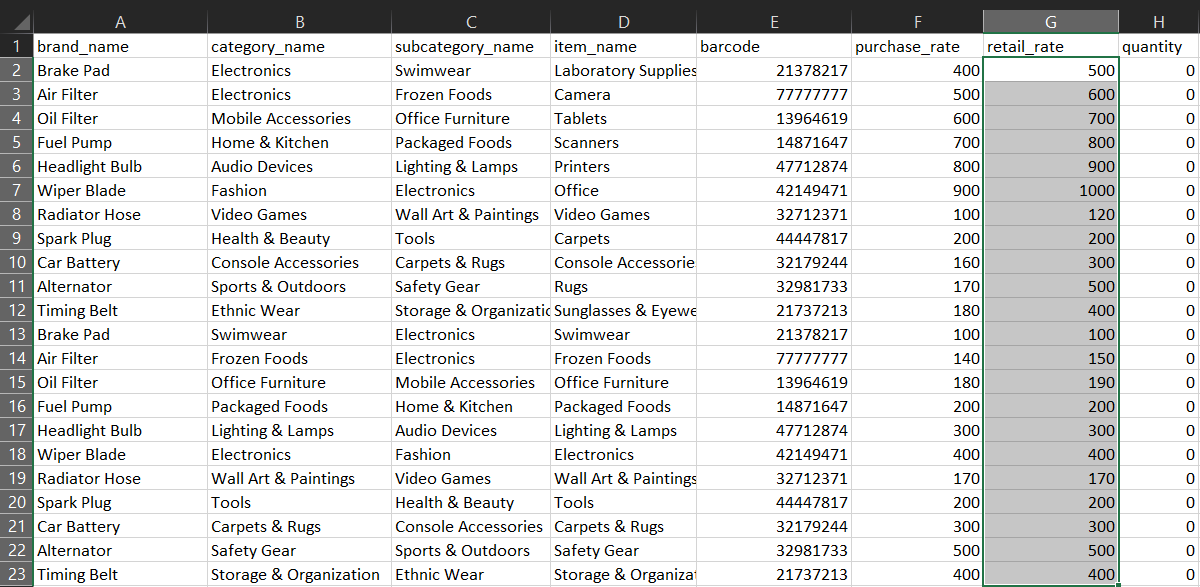 A B C D E F G H
1 brand_name category_name subcategory_name item_name barcode purchase_rate retail_rate quantity
2 Brake Pad Electronics Swimwear Laboratory Supplies 21378217 400 500 0
3 Air Filter Electronics Frozen Foods Camera 77777777 500 600 0
4 Oil Filter Mobile Accessories Office Furniture Tablets 13964619 600 700 0
5 Fuel Pump Home & Kitchen Packaged Foods Scanners 14871647 700 800 0
6 Headlight Bulb Audio Devices Lighting & Lamps Printers 47712874 800 900 0
7 Wiper Blade Fashion Electronics Office 42149471 900 1000 0
8 Radiator Hose Video Games Wall Art & Paintings Video Games 32712371 100 120 0
9 Spark Plug Health & Beauty Tools Carpets 44447817 200 200 0
10 Car Battery Console Accessories Carpets & Rugs Console Accessorie 32179244 160 300 0
11 Alternator Sports & Outdoors Safety Gear Rugs 32981733 170 500 0
12 Timing Belt Ethnic Wear Storage & Organizatic Sunglasses & Eyewe 21737213 180 400 0
13 Brake Pad Swimwear Electronics Swimwear 21378217 100 100 0
14 Air Filter Frozen Foods Electronics Frozen Foods 77777777 140 150 0
15 Oil Filter Office Furniture Mobile Accessories Office Furniture 13964619 180 190 0
16 Fuel Pump Packaged Foods Home & Kitchen Packaged Foods 14871647 200 200 0
17 Headlight Bulb Lighting & Lamps Audio Devices Lighting & Lamps 47712874 300 300 0
18 Wiper Blade Electronics Fashion Electronics 42149471 400 400 0
19 Radiator Hose Wall Art & Paintings Video Games Wall Art & Paintings 32712371 170 170 0
20 Spark Plug Tools Health & Beauty Tools 44447817 200 200 0
21 Car Battery Carpets & Rugs Console Accessories Carpets & Rugs 32179244 300 300 0
22 Alternator Safety Gear Sports & Outdoors Safety Gear 32981733 500 500 0
23 Timing Belt Storage & Organization Ethnic Wear Storage & Organizat 21737213 400 400 0